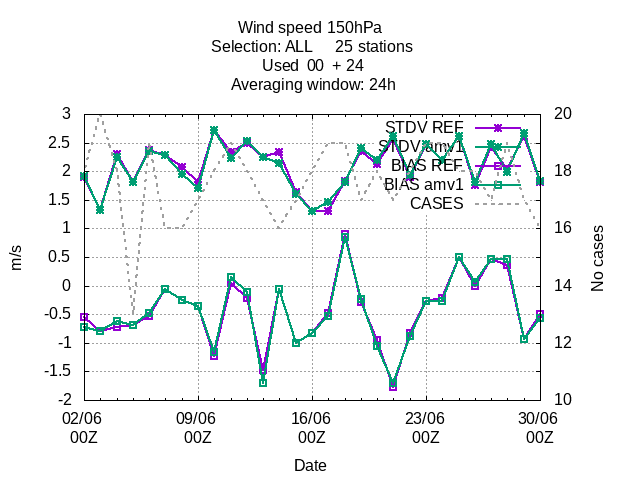 Wind speed 150hPa
Selection: ALL     25 stations
Used  00  + 24
Averaging window: 24h
3
2.5
2
1.5
1
0.5
0
-0.5
-1
-1.5
-2
m/s
20
18
16
14
12
10
No cases
STDV REF
STDV amv1
BIAS REF
BIAS amv1
CASES
02/06 09/06 16/06 23/06 30/06
00Z 00Z 00Z 00Z 00Z
Date